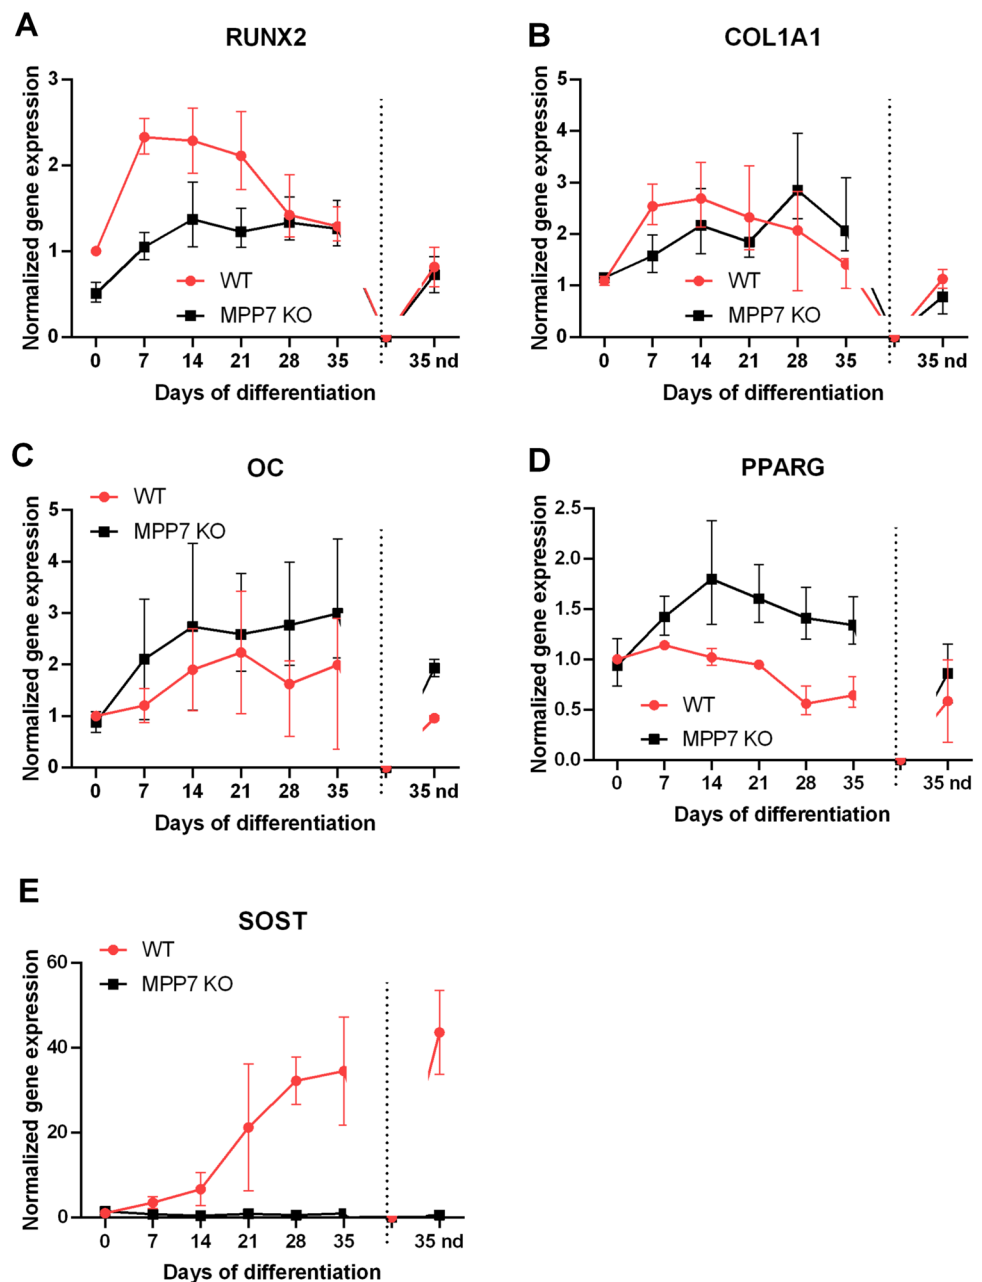 A
RUNX2
Normalized gene expression
3
2
1
0
WT
MPP7 KO
0 7 14 21 28 35 35 nd
Days of differentiation
B
COL1A1
Normalized gene expression
5
4
3
2
1
0
WT
MPP7 KO
0 7 14 21 28 35 35 nd
Days of differentiation
C
OC
WT
MPP7 KO
Normalized gene expression
5
4
3
2
1
0
0 7 14 21 28 35 35 nd
Days of differentiation
D
PPARG
Normalized gene expression
2.5
2.0
1.5
1.0
0.5
0.0
WT
MPP7 KO
0 7 14 21 28 35 35 nd
Days of differentiation
E
SOST
WT
MPP7 KO
Normalized gene expression
60
40
20
0
0 7 14 21 28 35 35 nd
Days of differentiation